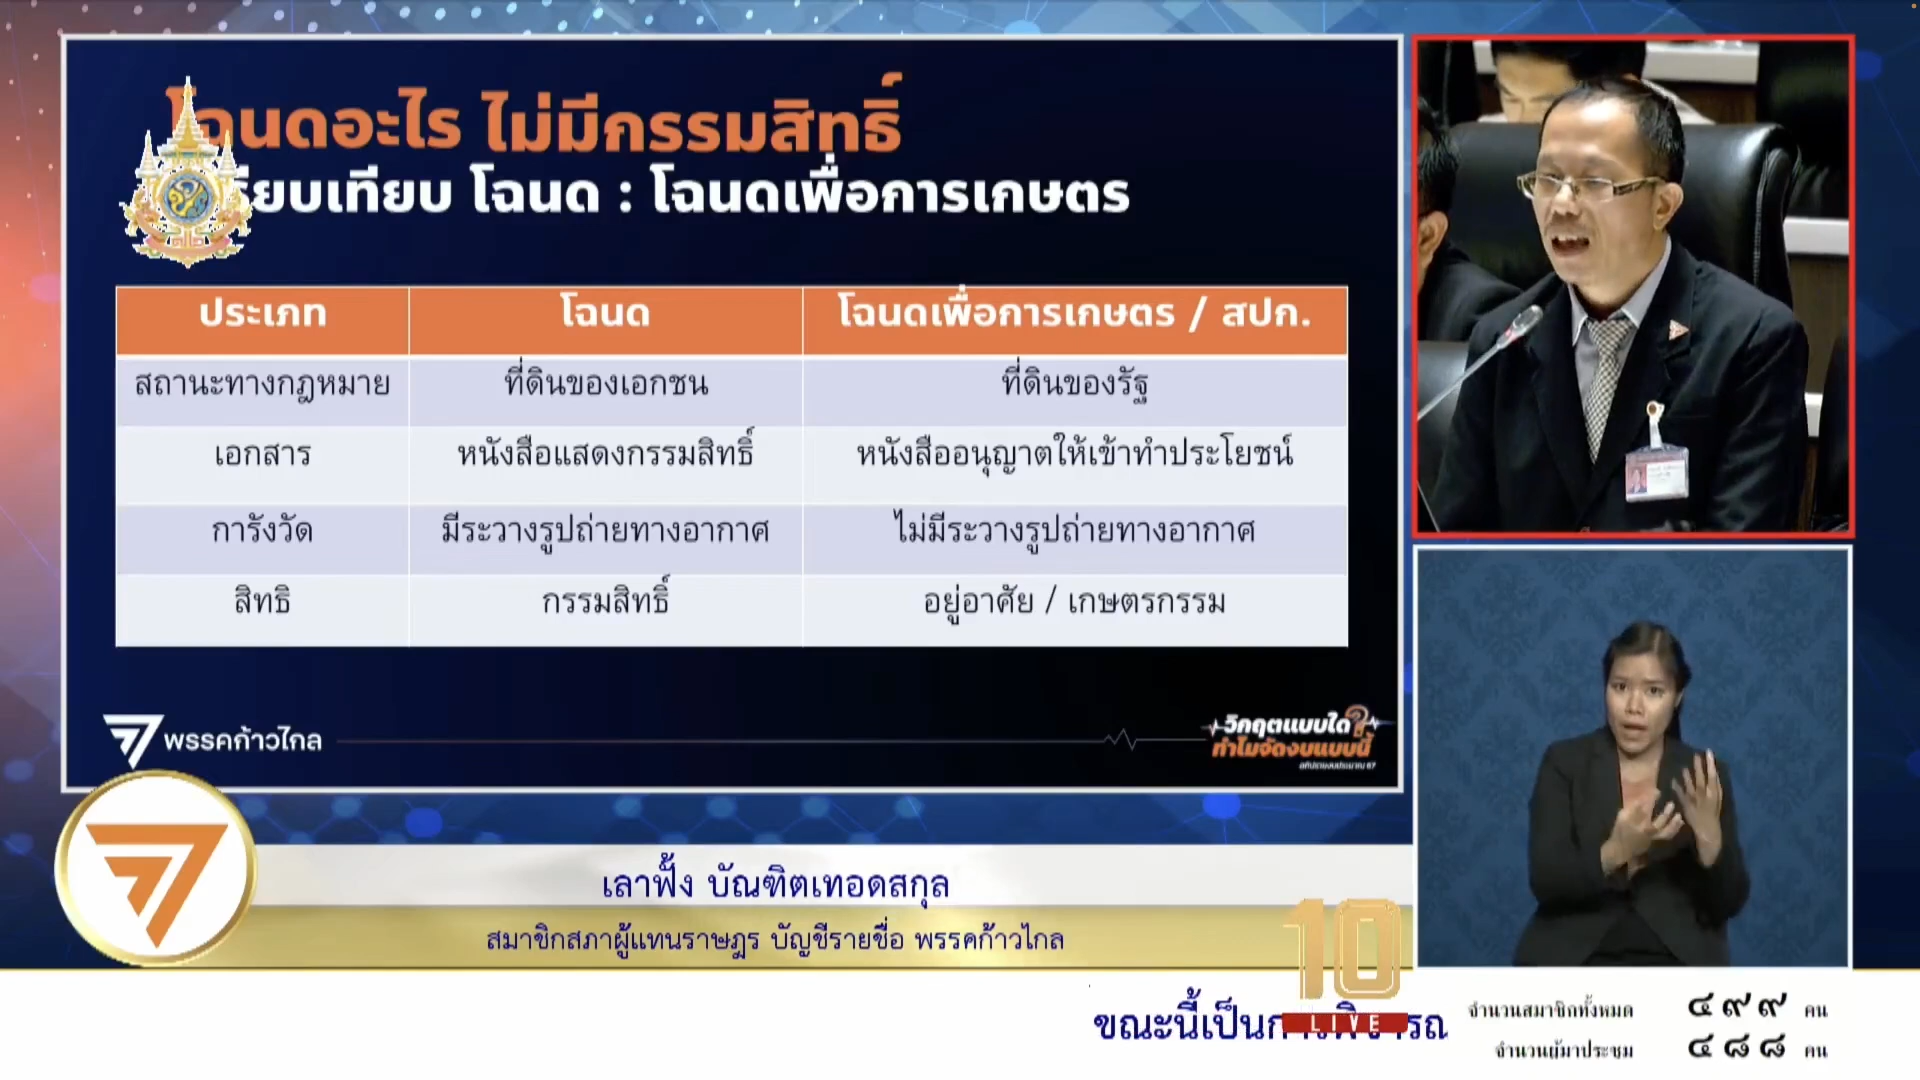 โฉนดอะไร ไม่มีกรรมสิทธิ์
รียบเทียบ โฉนด : โฉนดเพื่อการเกษตร
ประเภท โฉนด โฉนดเพื่อการเกษตร / สปก.
สถานะทางกฎหมาย ที่ดินของเอกชน ที่ดินของรัฐ
เอกสาร หนังสือแสดงกรรมสิทธิ์ หนังสืออนุญาตให้เข้าทำประโยชน์
การังวัด มีระวางรูปถ่ายทางอากาศ ไม่มีระวางรูปถ่ายทางอากาศ
สิทธิ กรรมสิทธิ์ อยู่อาศัย / เกษตรกรรม
พรรคก้าวไกล
วิกฤตแบบใด?
ทำไมจัดงบแบบนี้
อภิปรายงบประมาณ 67
เลาฟั้ง บัณฑิตเทอดสกุล
สมาชิกสภาผู้แทนราษฎร บัญชีรายชื่อ พรรคก้าวไกล
10
LIVE
ขณะนี้เป็น
จำนวนสมาชิกทั้งหมด ๔๙๙ คน
จำนวนผู้มาประชุม ๔๘๘ คน